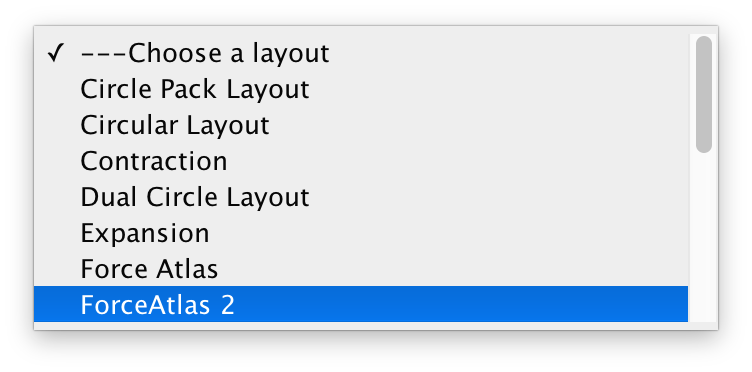 ✓ ---Choose a layout
Circle Pack Layout
Circular Layout
Contraction
Dual Circle Layout
Expansion
Force Atlas
ForceAtlas 2